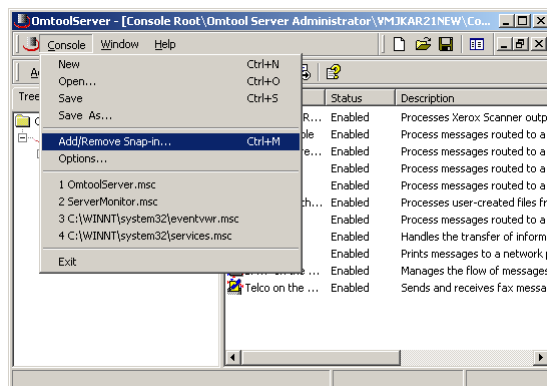 OmtoolServer - [Console Root\Omtool Server Administrator\VMJKAR21NEW\Co...
Console Window Help
New Ctrl+N
Open... Ctrl+O
Save Ctrl+S
Save As...
Add/Remove Snap-in... Ctrl+M
Options...
1 OmtoolServer.msc
2 ServerMonitor.msc
3 C:\WINNT\system32\eventvwr.msc
4 C:\WINNT\system32\services.msc
Exit
Tree
Status Description
R... Enabled Processes Xerox Scanner outp
ple Enabled Process messages routed to a
re... Enabled Process messages routed to a
Enabled Process messages routed to a
Enabled Process messages routed to a
ch... Enabled Processes user-created files fr
Enabled Process messages routed to a
Enabled Handles the transfer of inform
Enabled Prints messages to a network
on the ... Enabled Manages the flow of messages
Telco on the ... Enabled Sends and receives fax messa